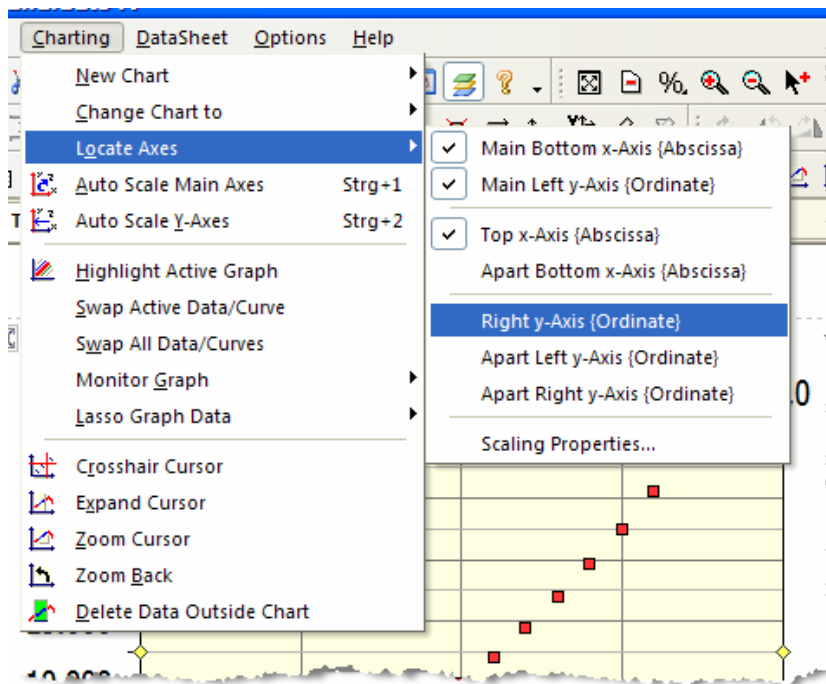 Charting DataSheet Options Help
New Chart
Change Chart to
Locate Axes
Auto Scale Main Axes Strg+1
Auto Scale Y-Axes Strg+2
Highlight Active Graph
Swap Active Data/Curve
Swap All Data/Curves
Monitor Graph
Lasso Graph Data
Crosshair Cursor
Expand Cursor
Zoom Cursor
Zoom Back
Delete Data Outside Chart
Main Bottom x-Axis {Abscissa}
Main Left y-Axis {Ordinate}
Top x-Axis {Abscissa}
Apart Bottom x-Axis {Abscissa}
Right y-Axis {Ordinate}
Apart Left y-Axis {Ordinate}
Apart Right y-Axis {Ordinate}
Scaling Properties...